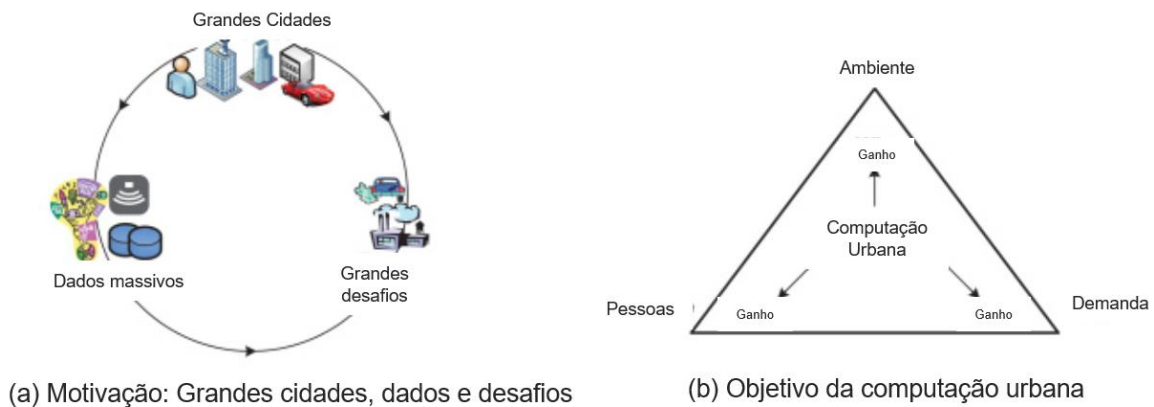 Grandes Cidades
Dados massivos
Grandes
desafios
(a) Motivação: Grandes cidades, dados e desafios
Ambiente
Ganho
Computação
Urbana
Pessoas
Ganho
Ganho
Demanda
(b) Objetivo da computação urbana